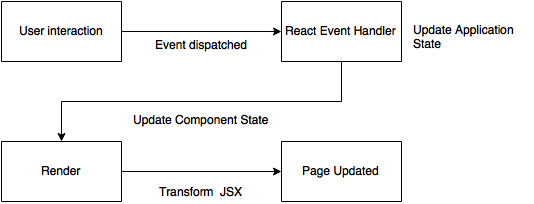 User interaction
Event dispatched
React Event Handler
Update Application
State
Update Component State
Render
Transform JSX
Page Updated